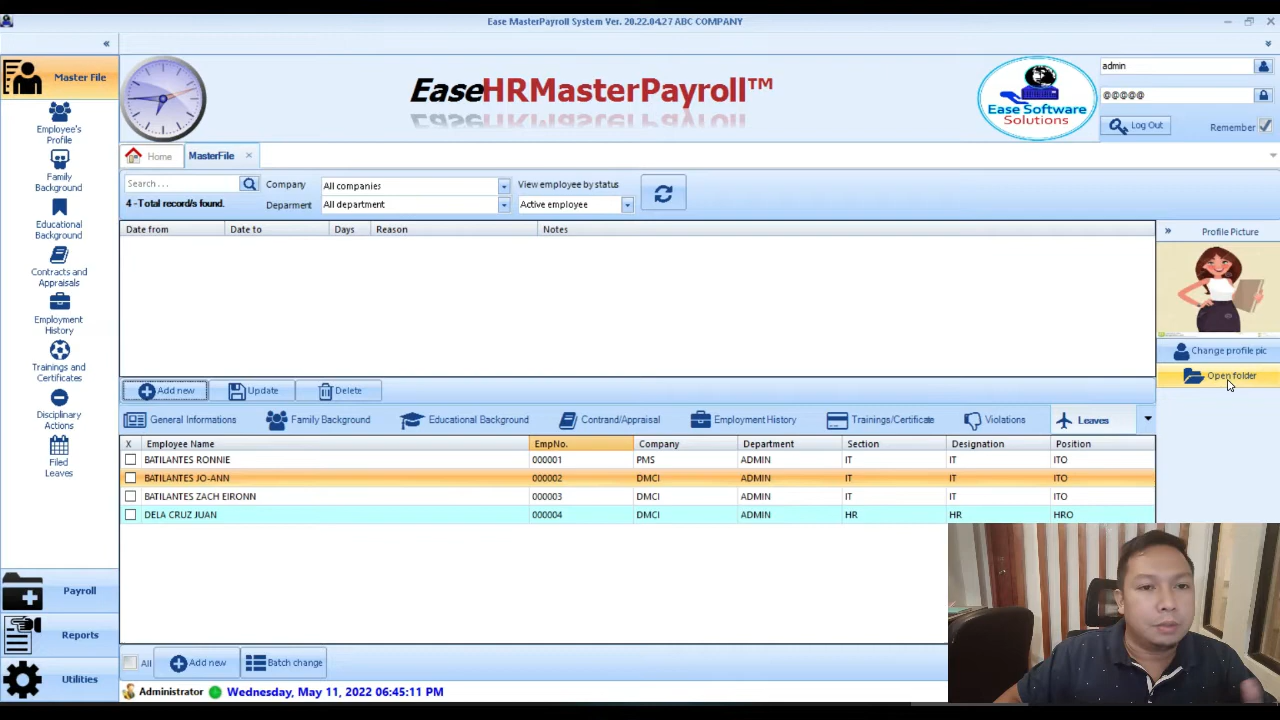 Ease MasterPayroll System Ver. 20.22.04.27 ABC COMPANY
Master File
Employee's
Profile
Family
Background
Educational
Background
Contracts and
Appraisals
Employment
History
Trainings and
Certificates
Disciplinary
Actions
Filed
Leaves
Payroll
Reports
Utilities
EaseHRMasterPayroll™
Ease Software
Solutions
admin
@@@@@
Log Out
Remember
Home
MasterFile
Search . . .
Company
All companies
View employee by status
4 -Total record/s found.
Deparment
All department
Active employee
Date from
Date to
Days
Reason
Notes
Profile Picture
Change profile pic
Open folder
Add new
Update
Delete
General Informations
Family Background
Educational Background
Contrand/Appraisal
Employment History
Trainings/Certificate
Violations
Leaves
X Employee Name EmpNo. Company Department Section Designation Position
BATILANTES RONNIE 000001 PMS ADMIN IT IT ITO
BATILANTES JO-ANN 000002 DMCI ADMIN IT IT ITO
BATILANTES ZACH EIRONN 000003 DMCI ADMIN IT IT ITO
DELA CRUZ JUAN 000004 DMCI ADMIN HR HR HRO
All
Add new
Batch change
Administrator
Wednesday, May 11, 2022 06:45:11 PM